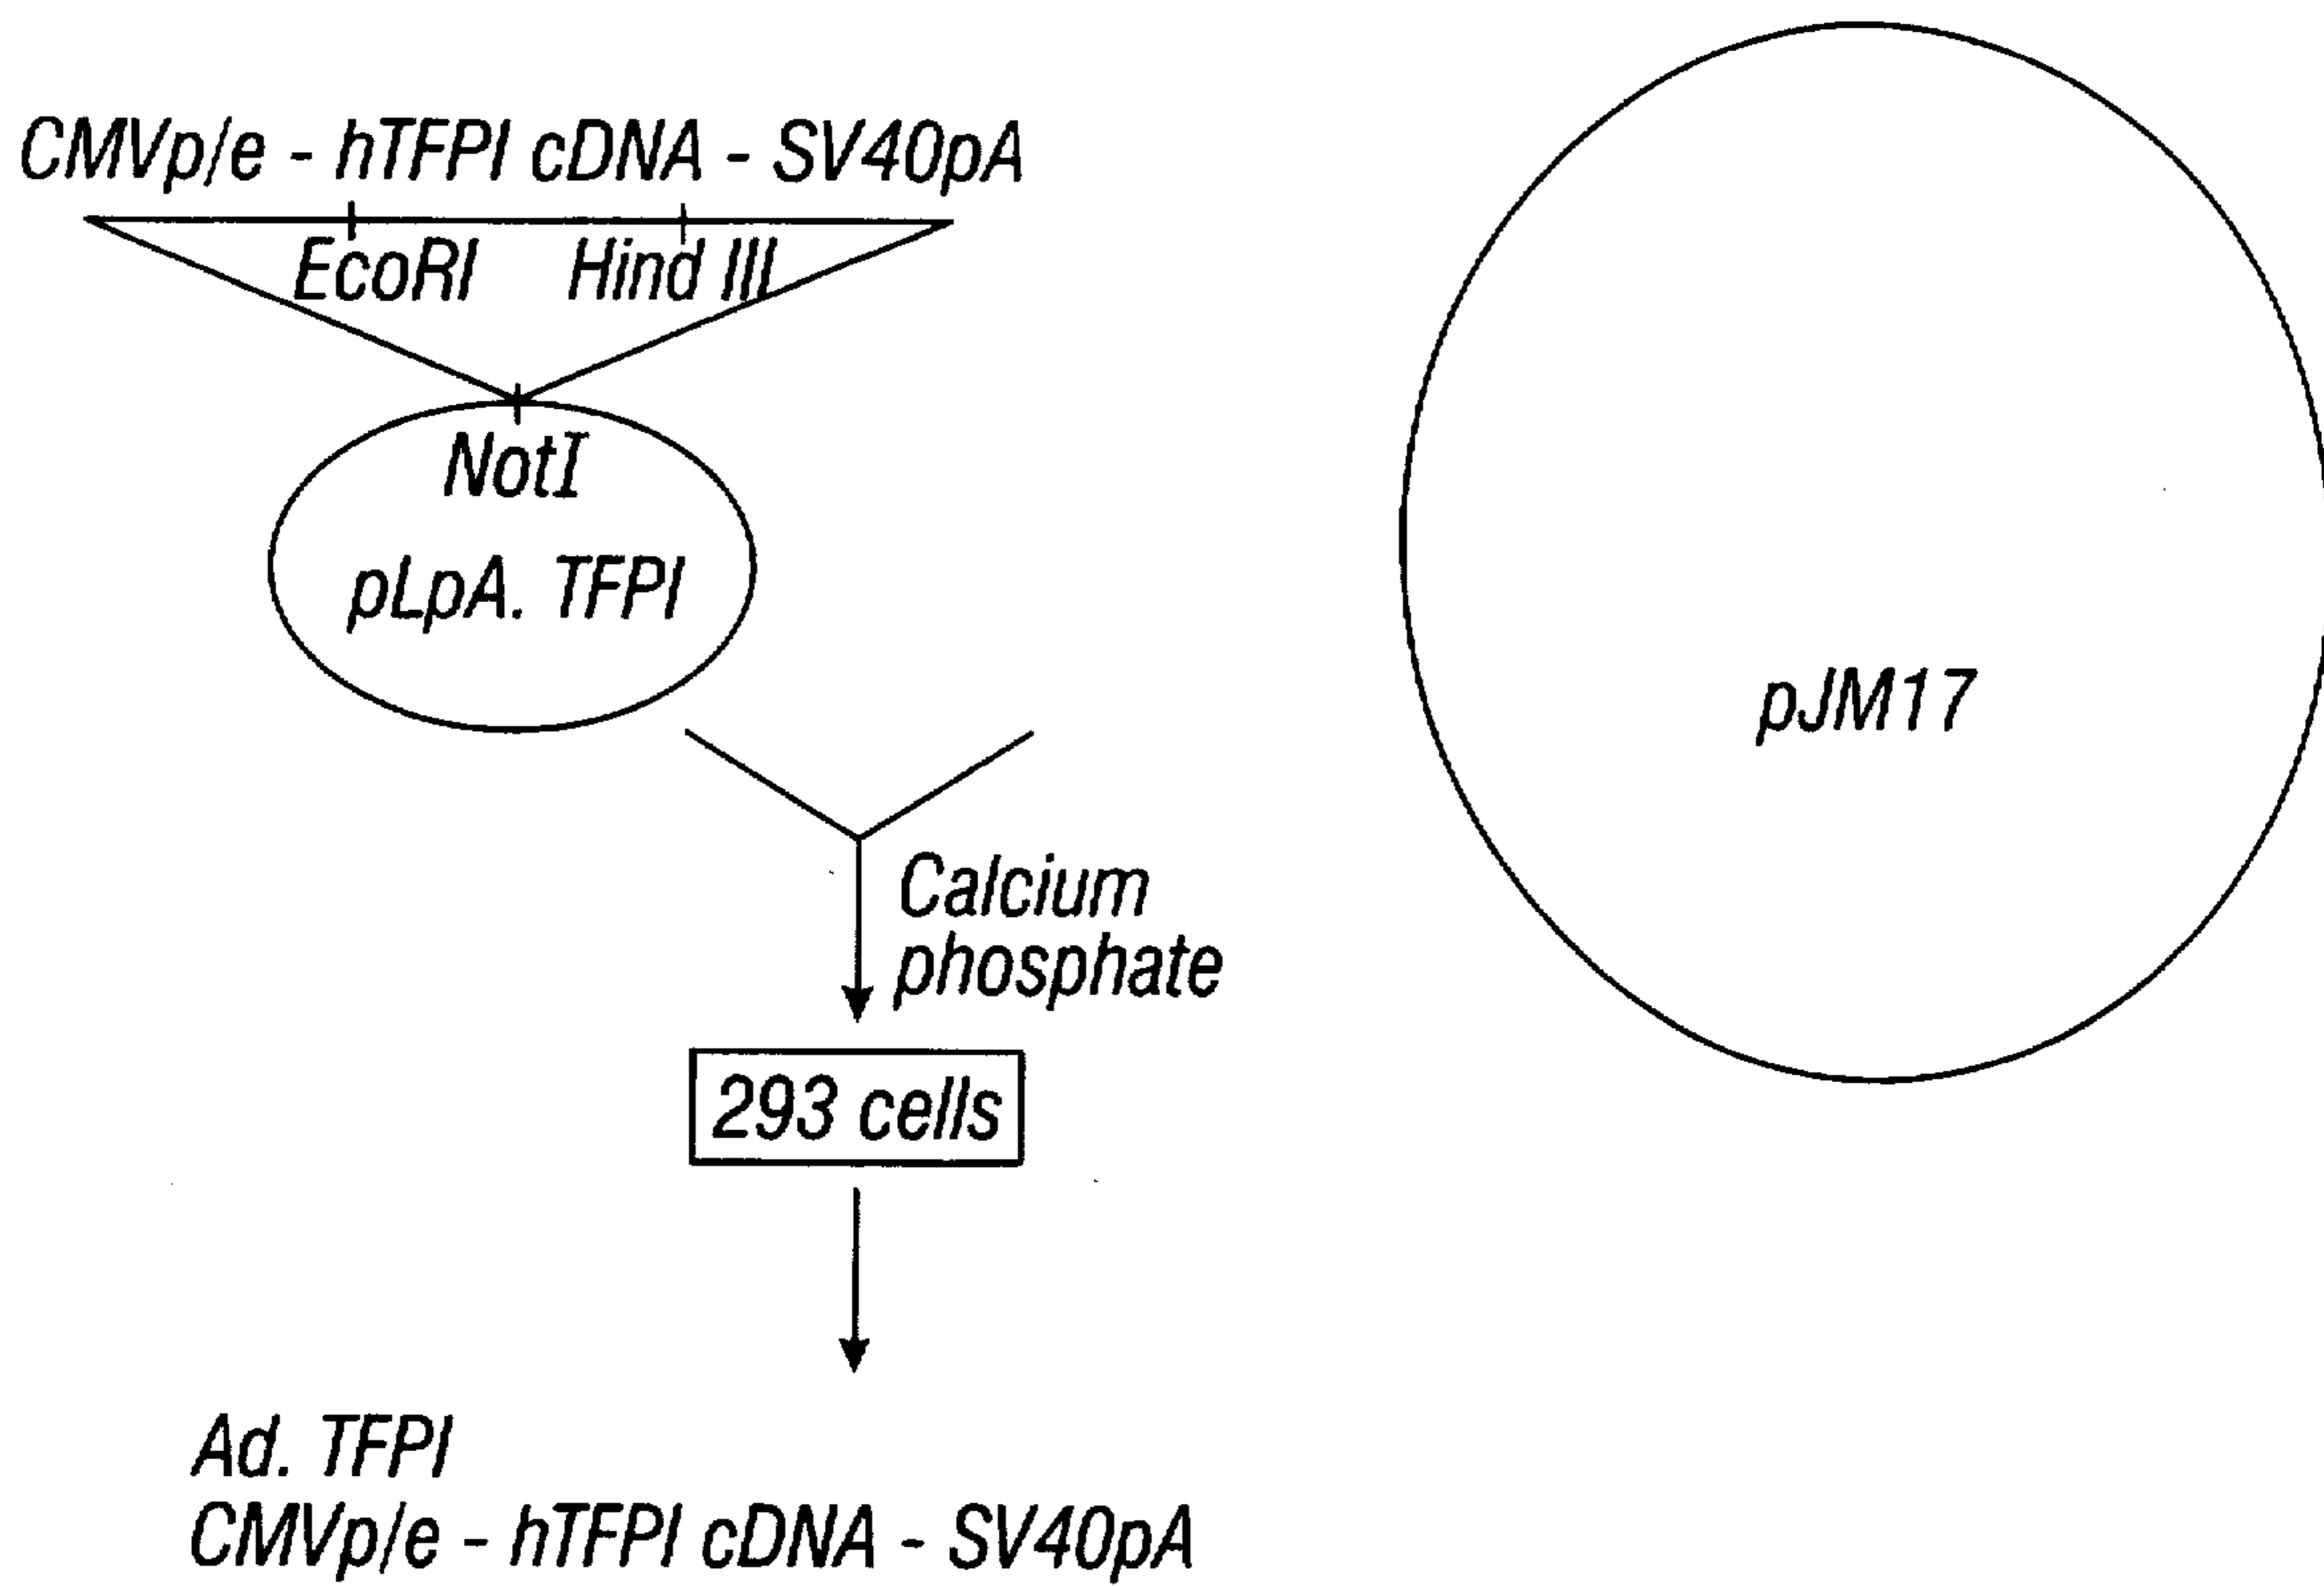 CMVp/e - hTFPI cDNA - SV40pA
EcoRI Hind III
NotI
pLpA. TFPI
pJM17
Calcium
phosphate
293 cells
Ad. TFPI
CMVp/e - hTFPI cDNA - SV40pA